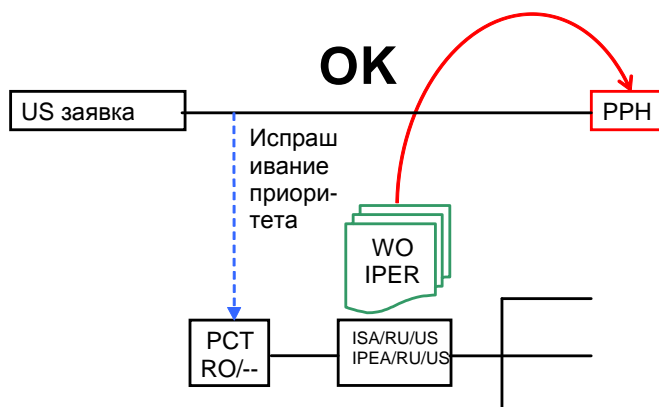 OK
US заявка
PPH
Испраш
ивание
приори-
тета
WO
IPER
PCT
RO/--
ISA/RU/US
IPEA/RU/US